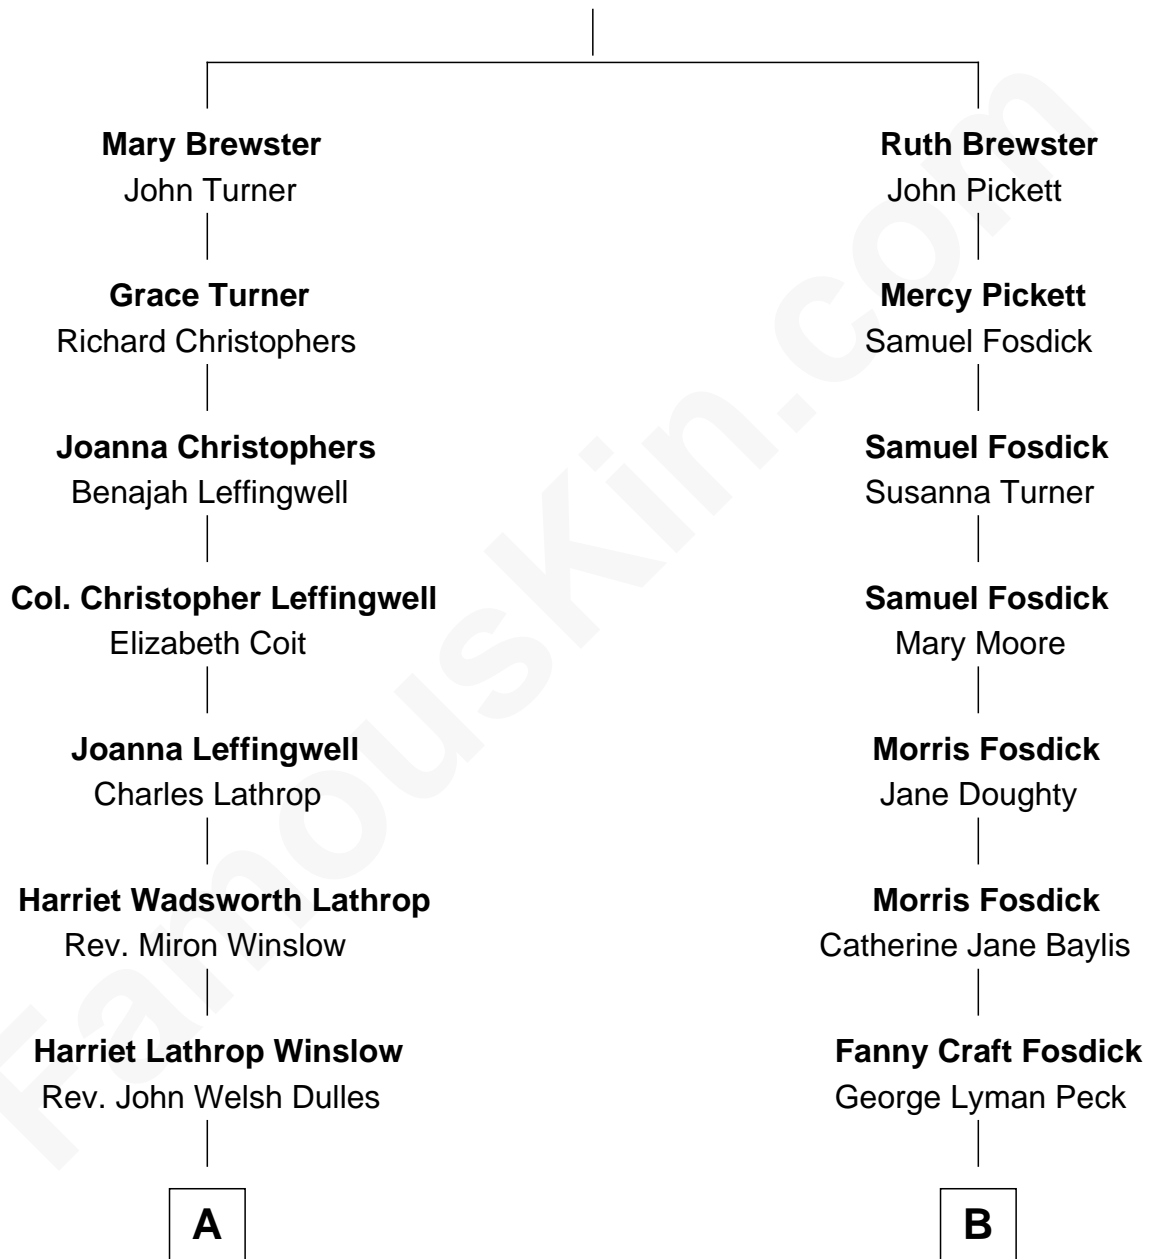 Mary Brewster
John Turner
Ruth Brewster
John Pickett
Grace Turner
Richard Christophers
Mercy Pickett
Samuel Fosdick
Joanna Christophers
Benajah Leffingwell
Samuel Fosdick
Susanna Turner
Col. Christopher Leffingwell
Elizabeth Coit
Samuel Fosdick
Mary Moore
Joanna Leffingwell
Charles Lathrop
Morris Fosdick
Jane Doughty
Harriet Wadsworth Lathrop
Rev. Miron Winslow
Morris Fosdick
Catherine Jane Baylis
Harriet Lathrop Winslow
Rev. John Welsh Dulles
Fanny Craft Fosdick
George Lyman Peck
A
B
FamousKin.com